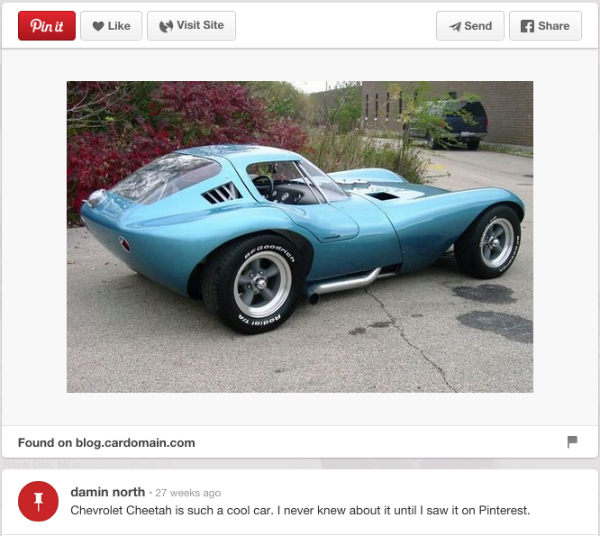 Pin it
Like
Visit Site
Send
Share
BFGoodrich
Radial T/A
Found on blog.cardomain.com
damin north · 27 weeks ago
Chevrolet Cheetah is such a cool car. I never knew about it until I saw it on Pinterest.